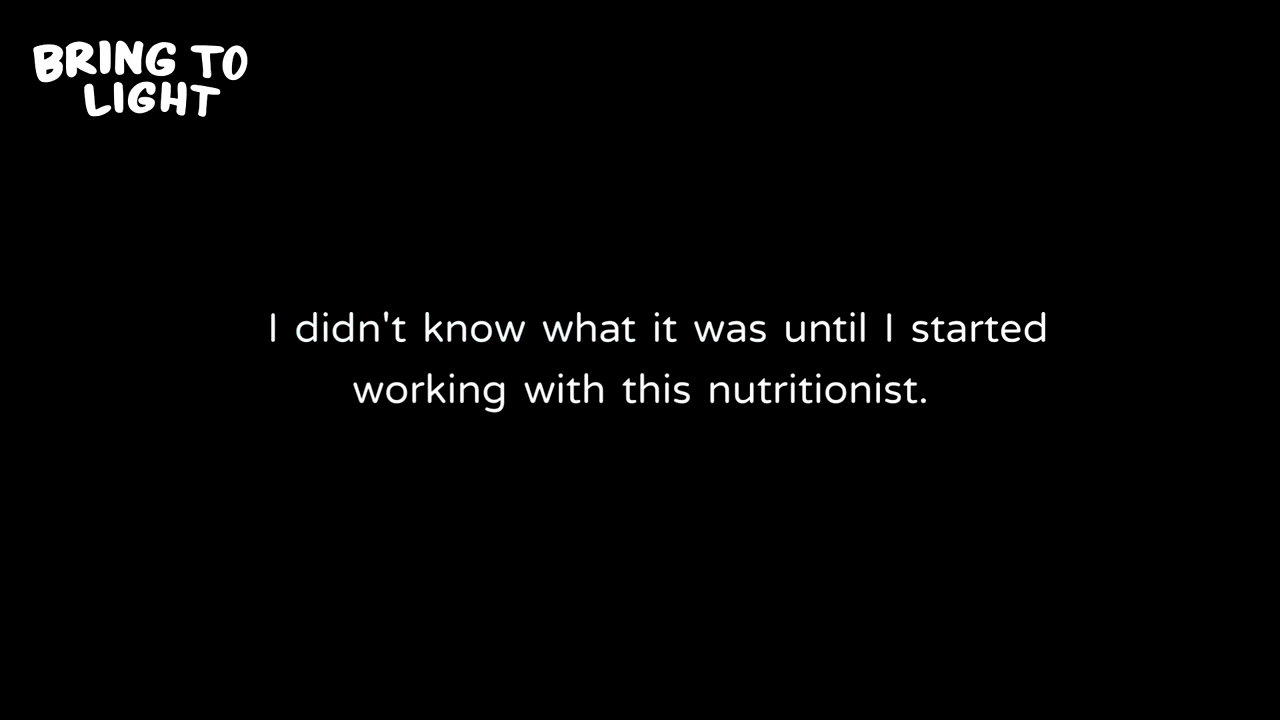 BRING TO
LIGHT
I didn't know what it was until I started
working with this nutritionist.